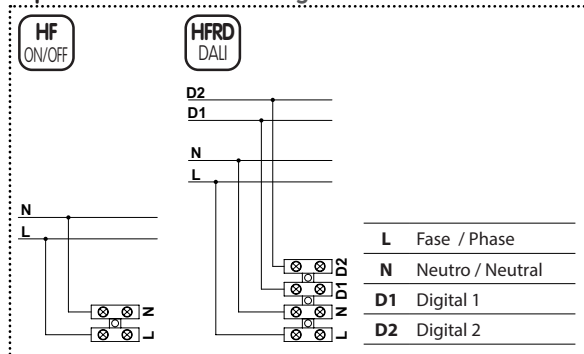 HF
ON/OFF
HFRD
DALI
D2
D1
N
L
N
L
N
L
D2
D1
N
L
L Fase / Phase
N Neutro / Neutral
D1 Digital 1
D2 Digital 2